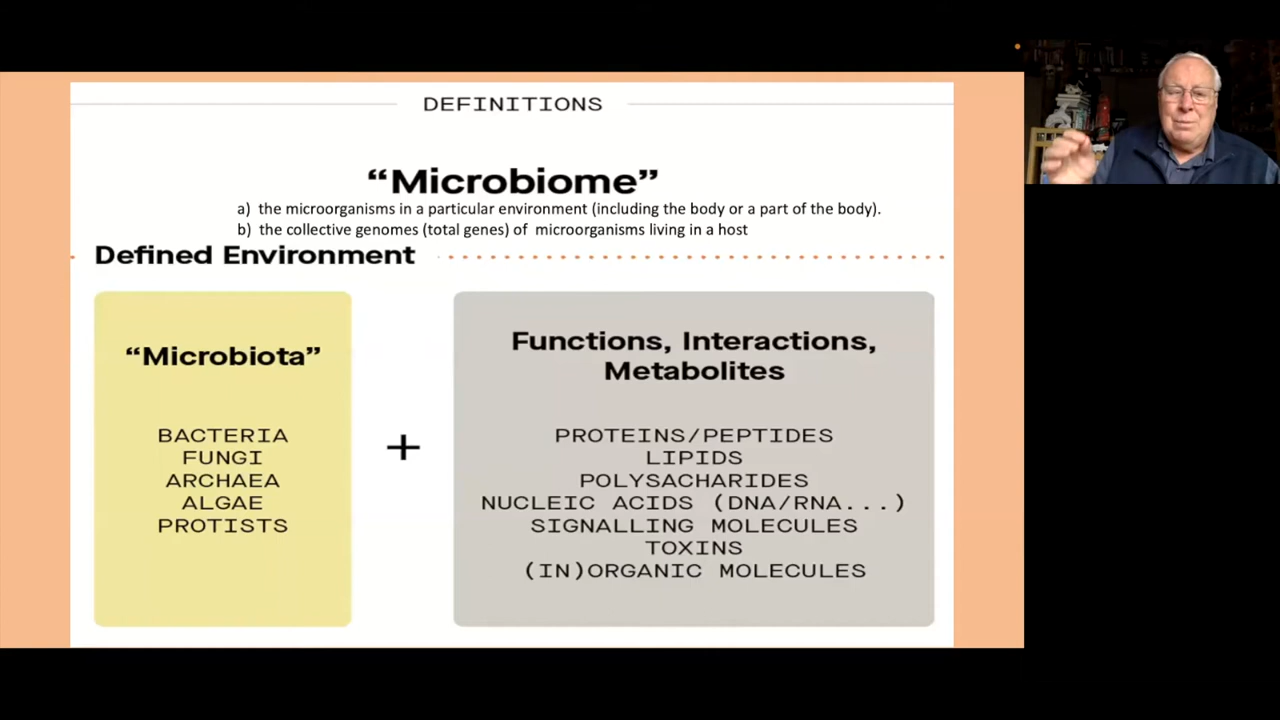 DEFINITIONS
“Microbiome”
a) the microorganisms in a particular environment (including the body or a part of the body).
b) the collective genomes (total genes) of microorganisms living in a host
Defined Environment
“Microbiota”
BACTERIA
FUNGI
ARCHAEA
ALGAE
PROTISTS
+
Functions, Interactions,
Metabolites
PROTEINS/PEPTIDES
LIPIDS
POLYSACHARIDES
NUCLEIC ACIDS (DNA/RNA...)
SIGNALLING MOLECULES
TOXINS
(IN)ORGANIC MOLECULES